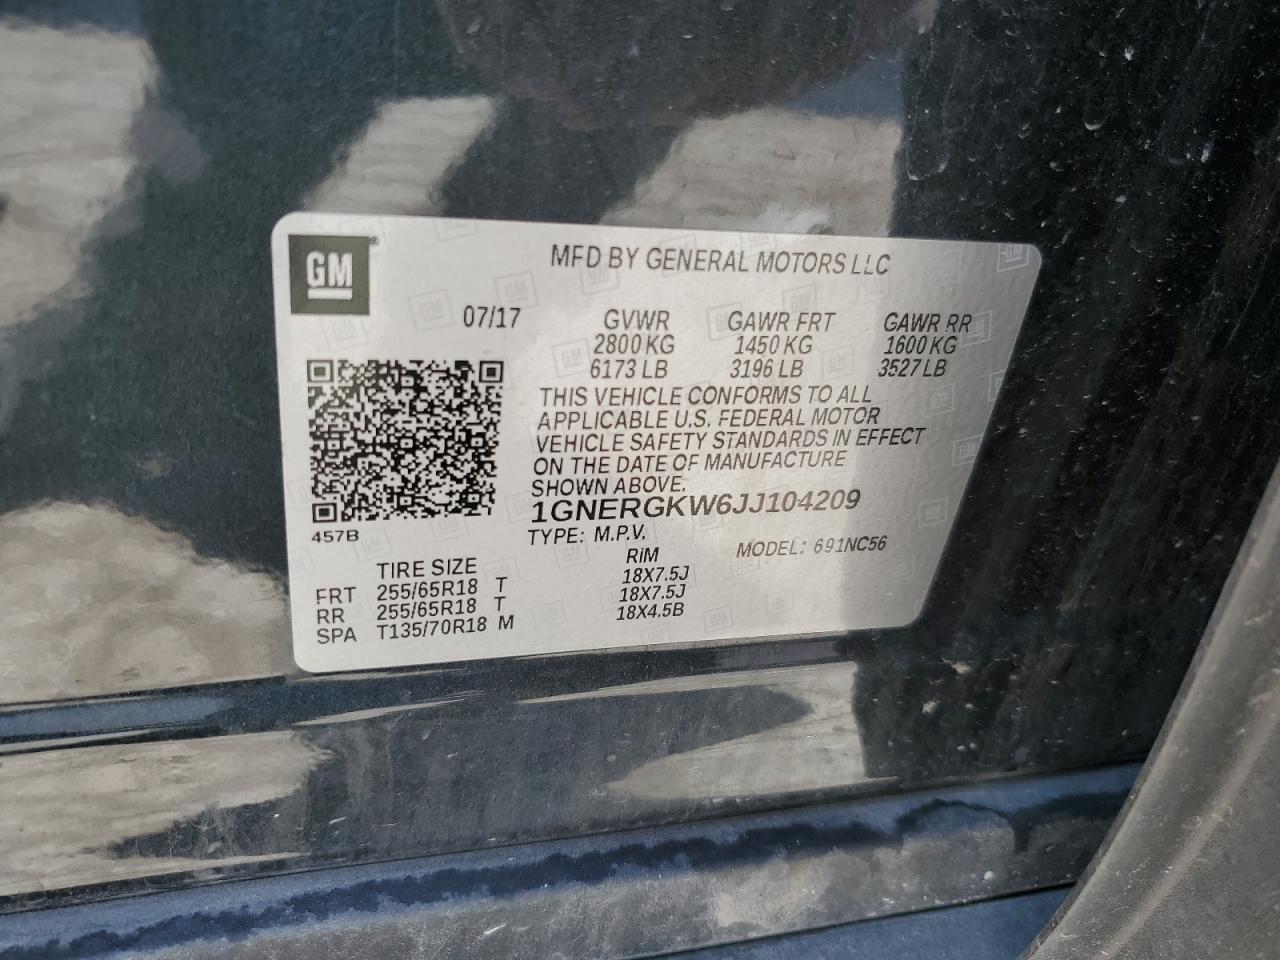 GM
MFD BY GENERAL MOTORS LLC
07/17 GVWR GAWR FRT GAWR RR
2800 KG 1450 KG 1600 KG
6173 LB 3196 LB 3527 LB
THIS VEHICLE CONFORMS TO ALL
APPLICABLE U.S. FEDERAL MOTOR
VEHICLE SAFETY STANDARDS IN EFFECT
ON THE DATE OF MANUFACTURE
SHOWN ABOVE.
1GNERGKW6JJ104209
457B
TYPE: M.P.V.
MODEL: 691NC56
TIRE SIZE RIM
FRT 255/65R18 T 18X7.5J
RR 255/65R18 T 18X7.5J
SPA T135/70R18 M 18X4.5B